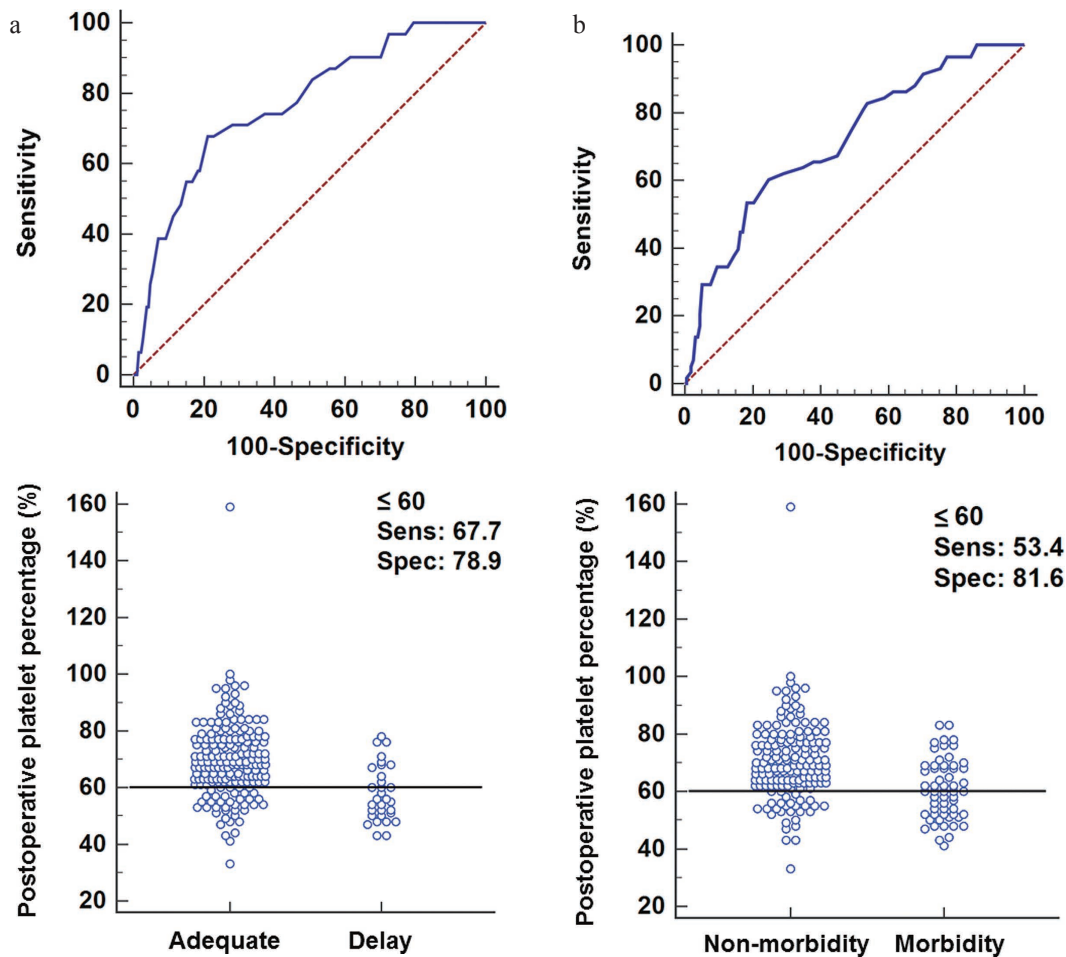 a
100
80
60
40
20
0
Sensitivity
0 20 40 60 80 100
100-Specificity
b
100
80
60
40
20
0
Sensitivity
0 20 40 60 80 100
100-Specificity
160
140
120
100
80
60
40
20
Postoperative platelet percentage (%)
≤ 60
Sens: 67.7
Spec: 78.9
Adequate Delay
160
140
120
100
80
60
40
20
Postoperative platelet percentage (%)
≤ 60
Sens: 53.4
Spec: 81.6
Non-morbidity Morbidity